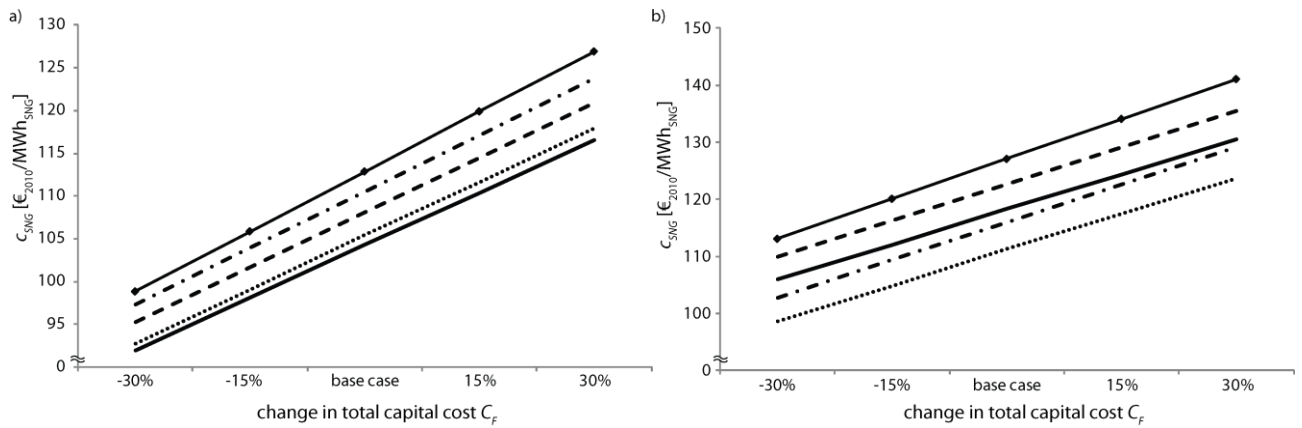 a)
130
125
120
115
110
105
100
95
0
c_SNG [€_2010/MWh_SNG]
-30% -15% base case 15% 30%
change in total capital cost C_F
b)
150
140
130
120
110
100
0
c_SNG [€_2010/MWh_SNG]
-30% -15% base case 15% 30%
change in total capital cost C_F